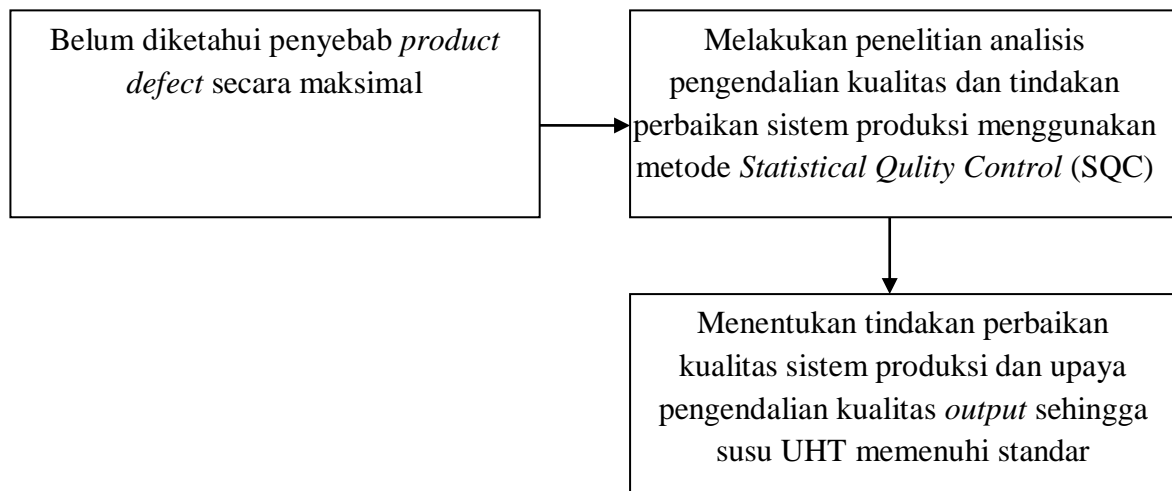 Belum diketahui penyebab product
defect secara maksimal
Melakukan penelitian analisis
pengendalian kualitas dan tindakan
perbaikan sistem produksi menggunakan
metode Statistical Qulity Control (SQC)
Menentukan tindakan perbaikan
kualitas sistem produksi dan upaya
pengendalian kualitas output sehingga
susu UHT memenuhi standar